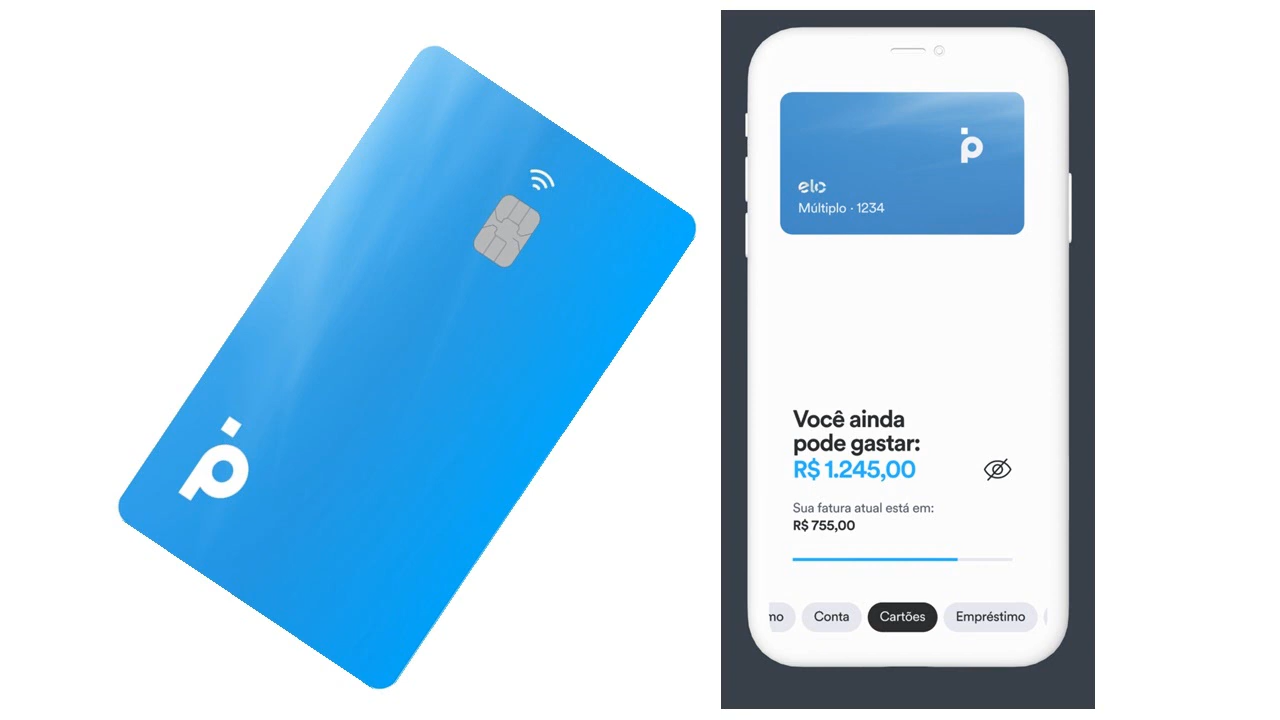 elo
Múltiplo · 1234
Você ainda
pode gastar:
R$ 1.245,00
Sua fatura atual está em:
R$ 755,00
mo
Conta
Cartões
Empréstimo